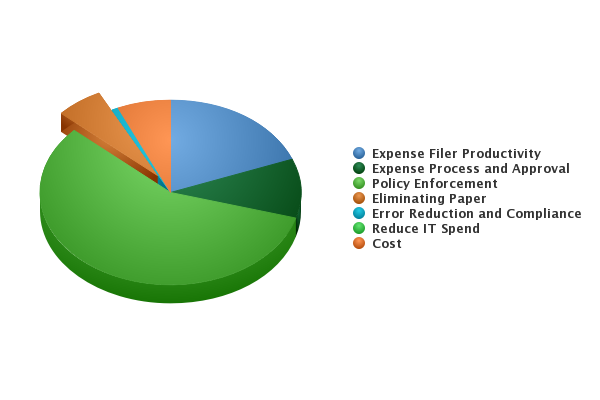 Expense Filer Productivity
Expense Process and Approval
Policy Enforcement
Eliminating Paper
Error Reduction and Compliance
Reduce IT Spend
Cost